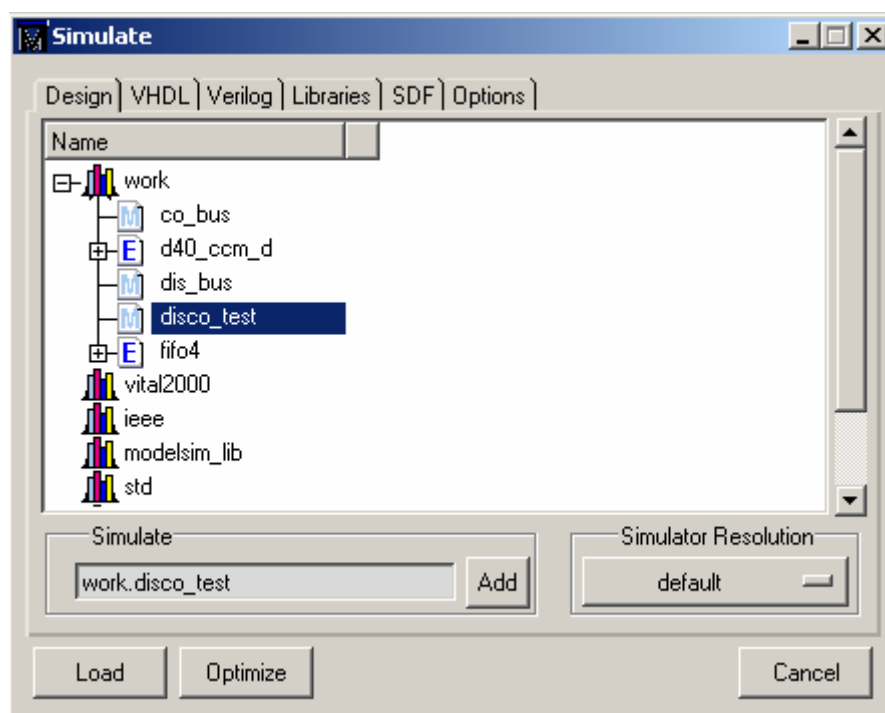 Simulate
Design VHDL Verilog Libraries SDF Options
Name
work
M co_bus
E d40_ccm_d
M dis_bus
M disco_test
E fifo4
vital2000
ieee
modelsim_lib
std
Simulate Simulator Resolution
work.disco_test Add default
Load Optimize Cancel